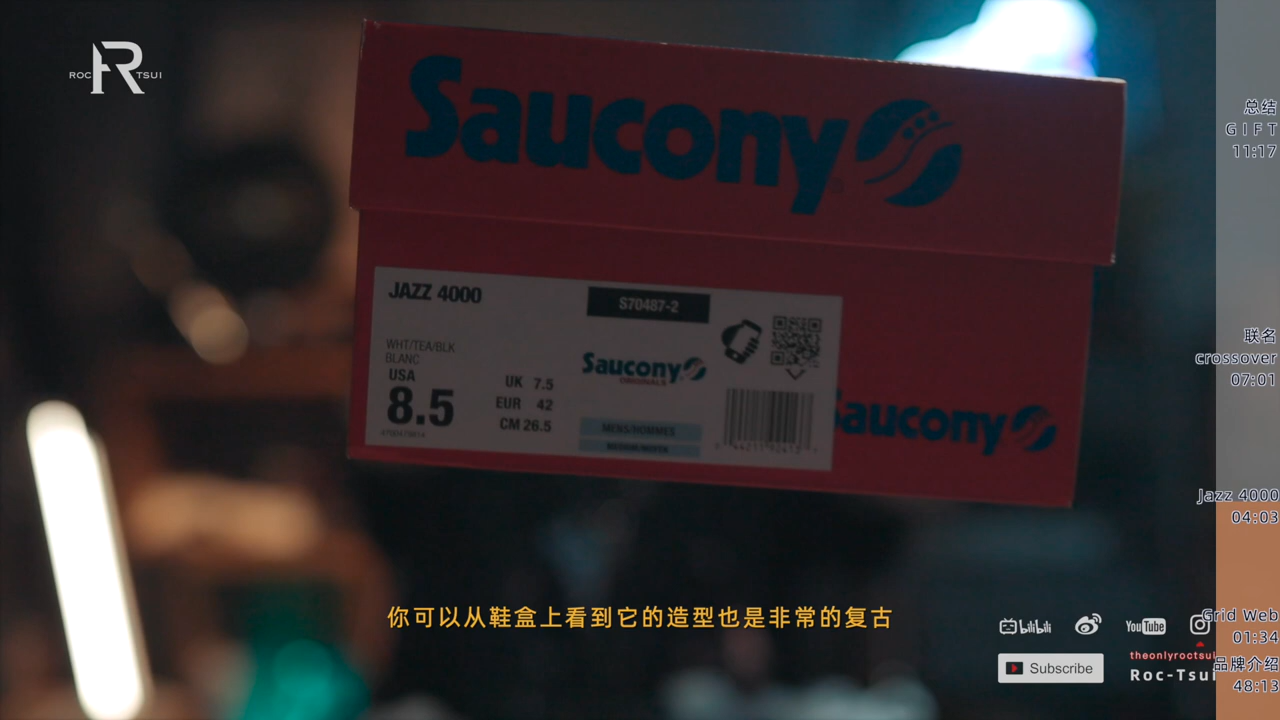 ROC R TSUI
Saucony
JAZZ 4000
S70487-2
WHT/TEA/BLK
BLANC
USA
8.5
UK 7.5
EUR 42
CM 26.5
Saucony
ORIGINALS
MENS/HOMMES
Saucony
你可以从鞋盒上看到它的造型也是非常的复古
bilibili
YouTube
Subscribe
theonlyroctsui
Roc-Tsui
总结
GIFT
11:17
联名
crossover
07:01
Jazz 4000
04:03
Grid Web
01:34
品牌介绍
48:13